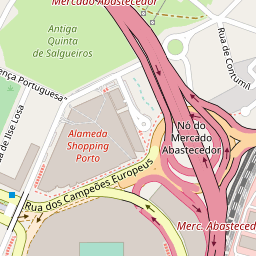 Mercado Abastecedor
Antiga
Quinta
de Salgueiros
Rua de Contumil
ença Portuguesa"
a de Ilse Losa
Alameda
Shopping
Porto
Nó do
Mercado
Abastecedor
Rua dos Campeões Europeus
Merc. Abasteced